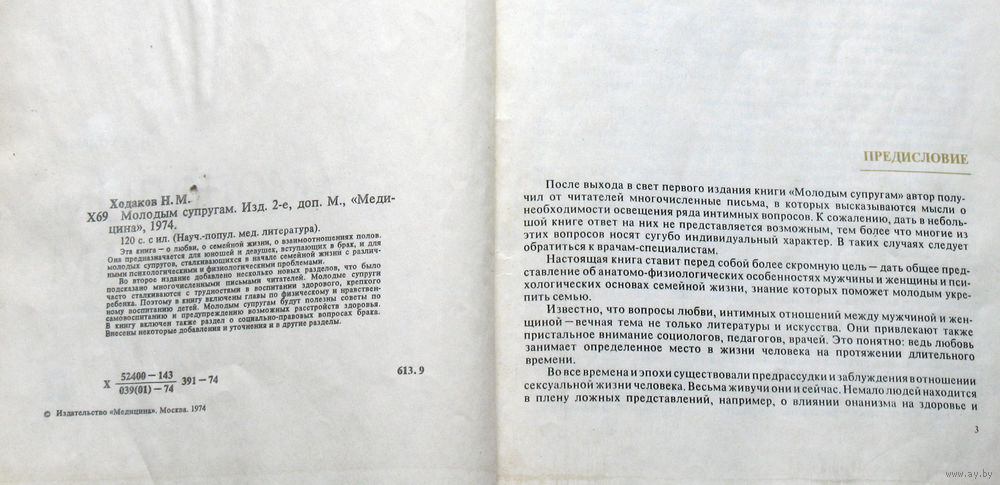 Ходаков Н. М.
Х69 Молодым супругам. Изд. 2-е, доп. М., «Меди-
цина», 1974.
120 с. с ил. (Науч.-попул. мед. литература).
Эта книга — о любви, о семейной жизни, о взаимоотношениях полов.
Она предназначается для юношей и девушек, вступающих в брак, и для
молодых супругов, сталкивающихся в начале семейной жизни с различ-
ными психологическими и физиологическими проблемами.
Во второе издание добавлено несколько новых разделов, что было
подсказано многочисленными письмами читателей. Молодые супруги
часто сталкиваются с трудностями в воспитании здорового, крепкого
ребенка. Поэтому в книгу включены главы по физическому и нравствен-
ному воспитанию детей. Молодым супругам будут полезны советы по
самовоспитанию и предупреждению возможных расстройств здоровья.
В книгу включен также раздел о социально-правовых вопросах брака.
Внесены некоторые добавления и уточнения и в другие разделы.
Х 52400—143
039(01)—74 391—74
613.9
© Издательство «Медицина». Москва. 1974
ПРЕДИСЛОВИЕ
После выхода в свет первого издания книги «Молодым супругам» автор полу-
чил от читателей многочисленные письма, в которых высказываются мысли о
необходимости освещения ряда интимных вопросов. К сожалению, дать в неболь-
шой книге ответ на них не представляется возможным, тем более что многие из
этих вопросов носят сугубо индивидуальный характер. В таких случаях следует
обратиться к врачам-специалистам.
Настоящая книга ставит перед собой более скромную цель — дать общее пред-
ставление об анатомо-физиологических особенностях мужчины и женщины и пси-
хологических основах семейной жизни, знание которых поможет молодым укре-
пить семью.
Известно, что вопросы любви, интимных отношений между мужчиной и жен-
щиной — вечная тема не только литературы и искусства. Они привлекают также
пристальное внимание социологов, педагогов, врачей. Это понятно: ведь любовь
занимает определенное место в жизни человека на протяжении длительного
времени.
Во все времена и эпохи существовали предрассудки и заблуждения в отношении
сексуальной жизни человека. Весьма живучи они и сейчас. Немало людей находится
в плену ложных представлений, например, о влиянии онанизма на здоровье и
3
www.ay.by